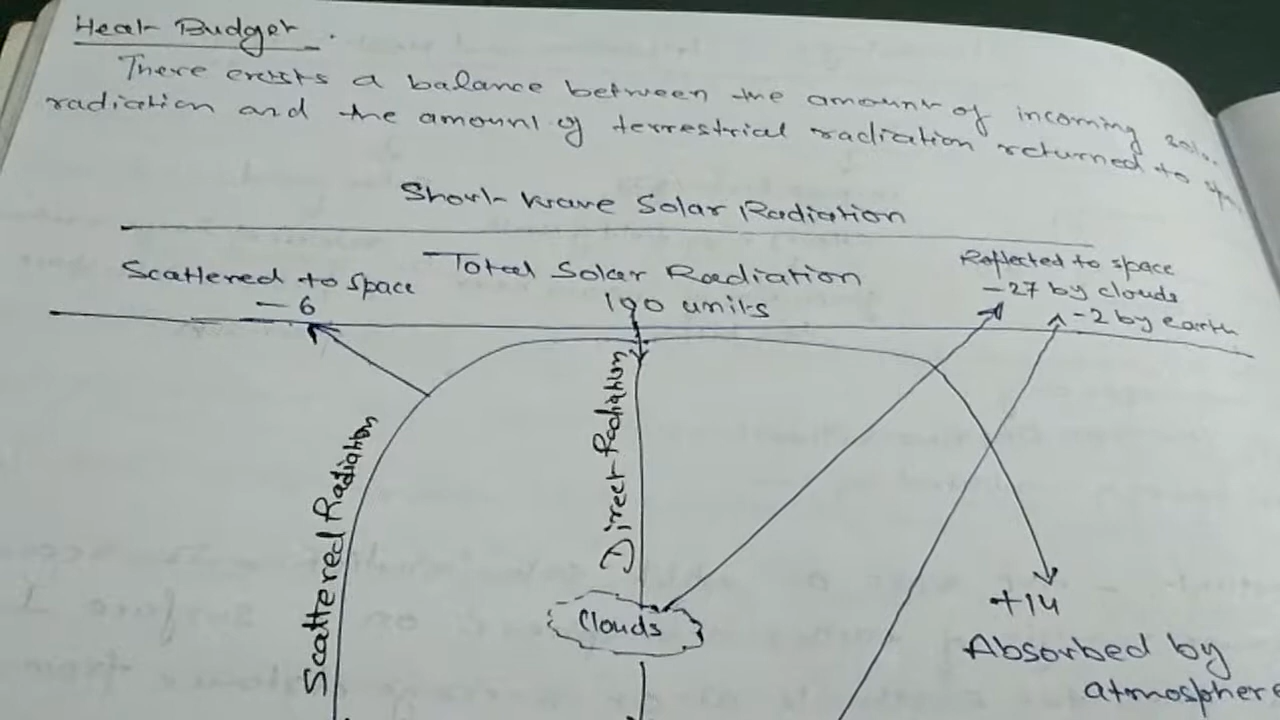 Heat Budget.
There exists a balance between the amount of incoming
radiation and the amount of terrestrial radiation returned to
Short wave Solar Radiation
Scattered to Space
- 6
Total Solar Radiation
190 units
Reflected to space
-27 by clouds
-2 by earth
Scattered Radiation
Direct Radiation
Clouds
+14
Absorbed by
atmosphere